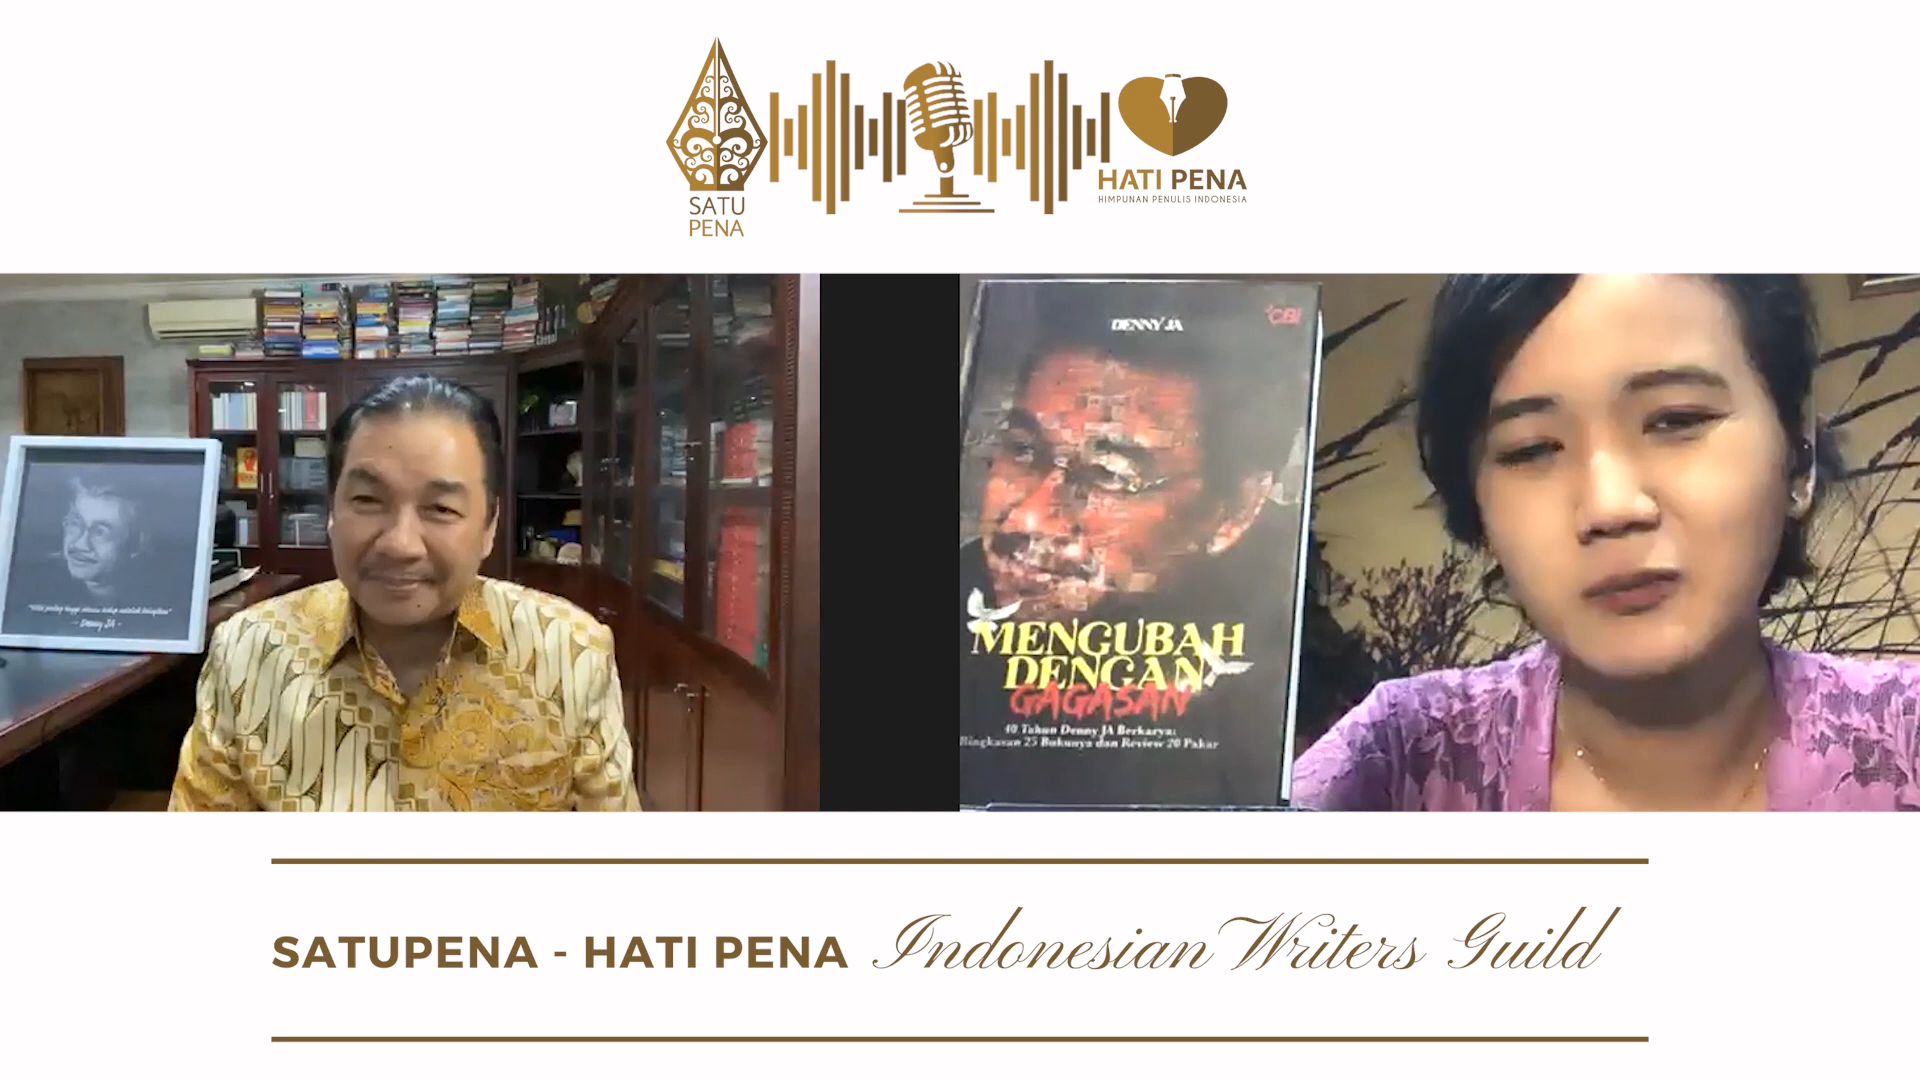 SATU
PENA
HATI PENA
HIMPUNAN PENULIS INDONESIA
- Denny JA -
DENNY JA
CBI
MENGUBAH
DENGAN
GAGASAN
40 Tahun Denny JA Berkarya:
Ringkasan 25 Bukunya dan Review 20 Pakar
SATUPENA - HATI PENA Indonesian Writers Guild